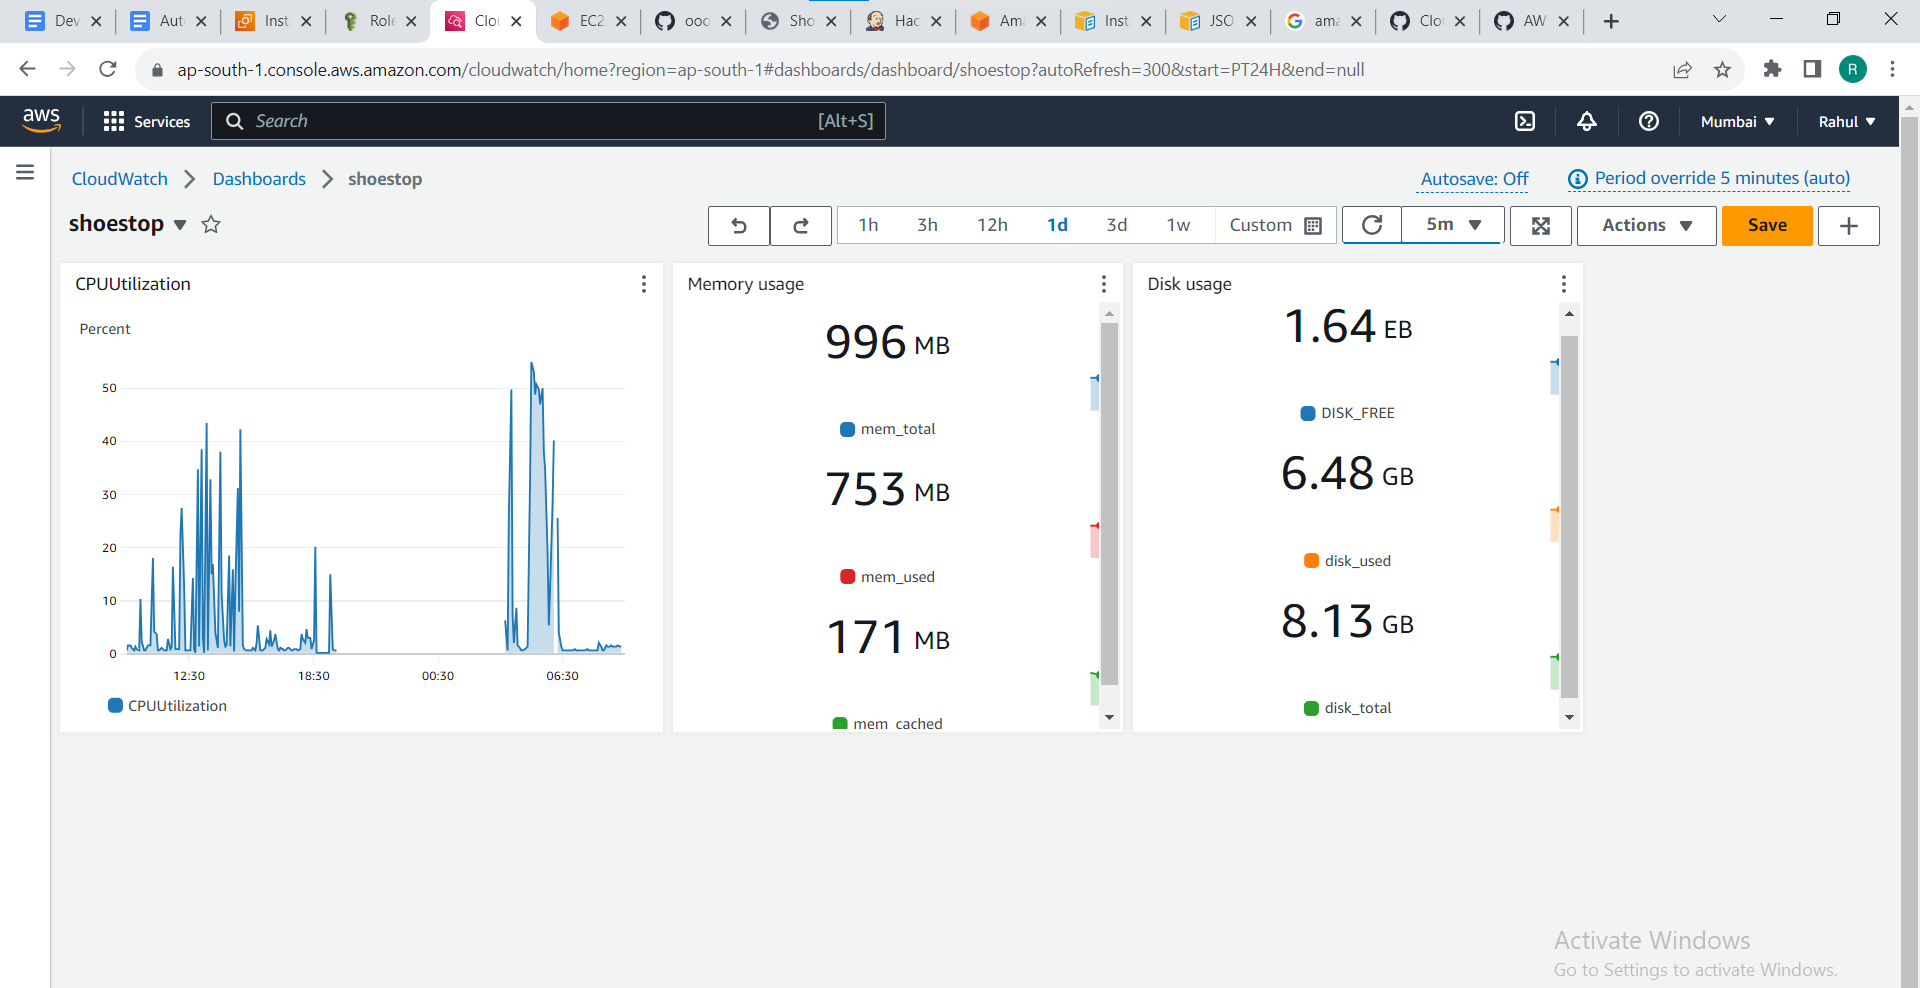 Dev
Aut
Inst
Role
Clou
EC2
ooo
Sho
Hac
Ama
Inst
JSO
ama
Clou
AW
ap-south-1.console.aws.amazon.com/cloudwatch/home?region=ap-south-1#dashboards/dashboard/shoestop?autoRefresh=300&start=PT24H&end=null
R
aws
Services
Search
[Alt+S]
Mumbai
Rahul
CloudWatch
Dashboards
shoestop
Autosave: Off
Period override 5 minutes (auto)
shoestop
1h 3h 12h 1d 3d 1w Custom
5m
Actions
Save
CPUUtilization
Percent
50
40
30
20
10
0
12:30 18:30 00:30 06:30
CPUUtilization
Memory usage
996 MB
mem_total
753 MB
mem_used
171 MB
mem_cached
Disk usage
1.64 EB
DISK_FREE
6.48 GB
disk_used
8.13 GB
disk_total
Activate Windows
Go to Settings to activate Windows.